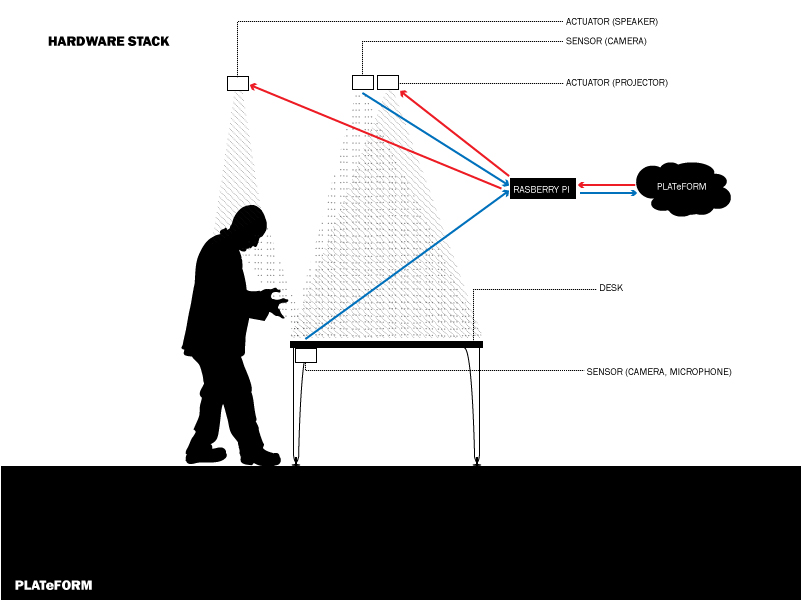 ACTUATOR (SPEAKER)
HARDWARE STACK
SENSOR (CAMERA)
ACTUATOR (PROJECTOR)
RASBERRY PI
PLATeFORM
DESK
SENSOR (CAMERA, MICROPHONE)
PLATeFORM